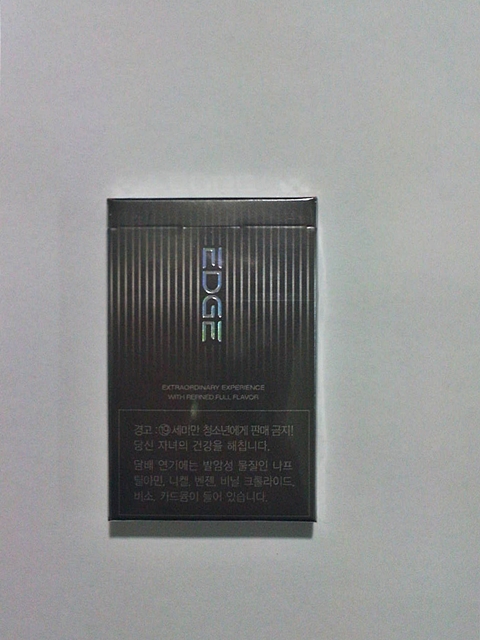 EDGE
EXTRAORDINARY EXPERIENCE
WITH REFINED FULL FLAVOR
경고 : 19세미만 청소년에게 판매 금지!
당신 자녀의 건강을 해칩니다.
담배 연기에는 발암성 물질인 나프
틸아민, 니켈, 벤젠, 비닐 크롤라이드,
비소, 카드뮴이 들어 있습니다.